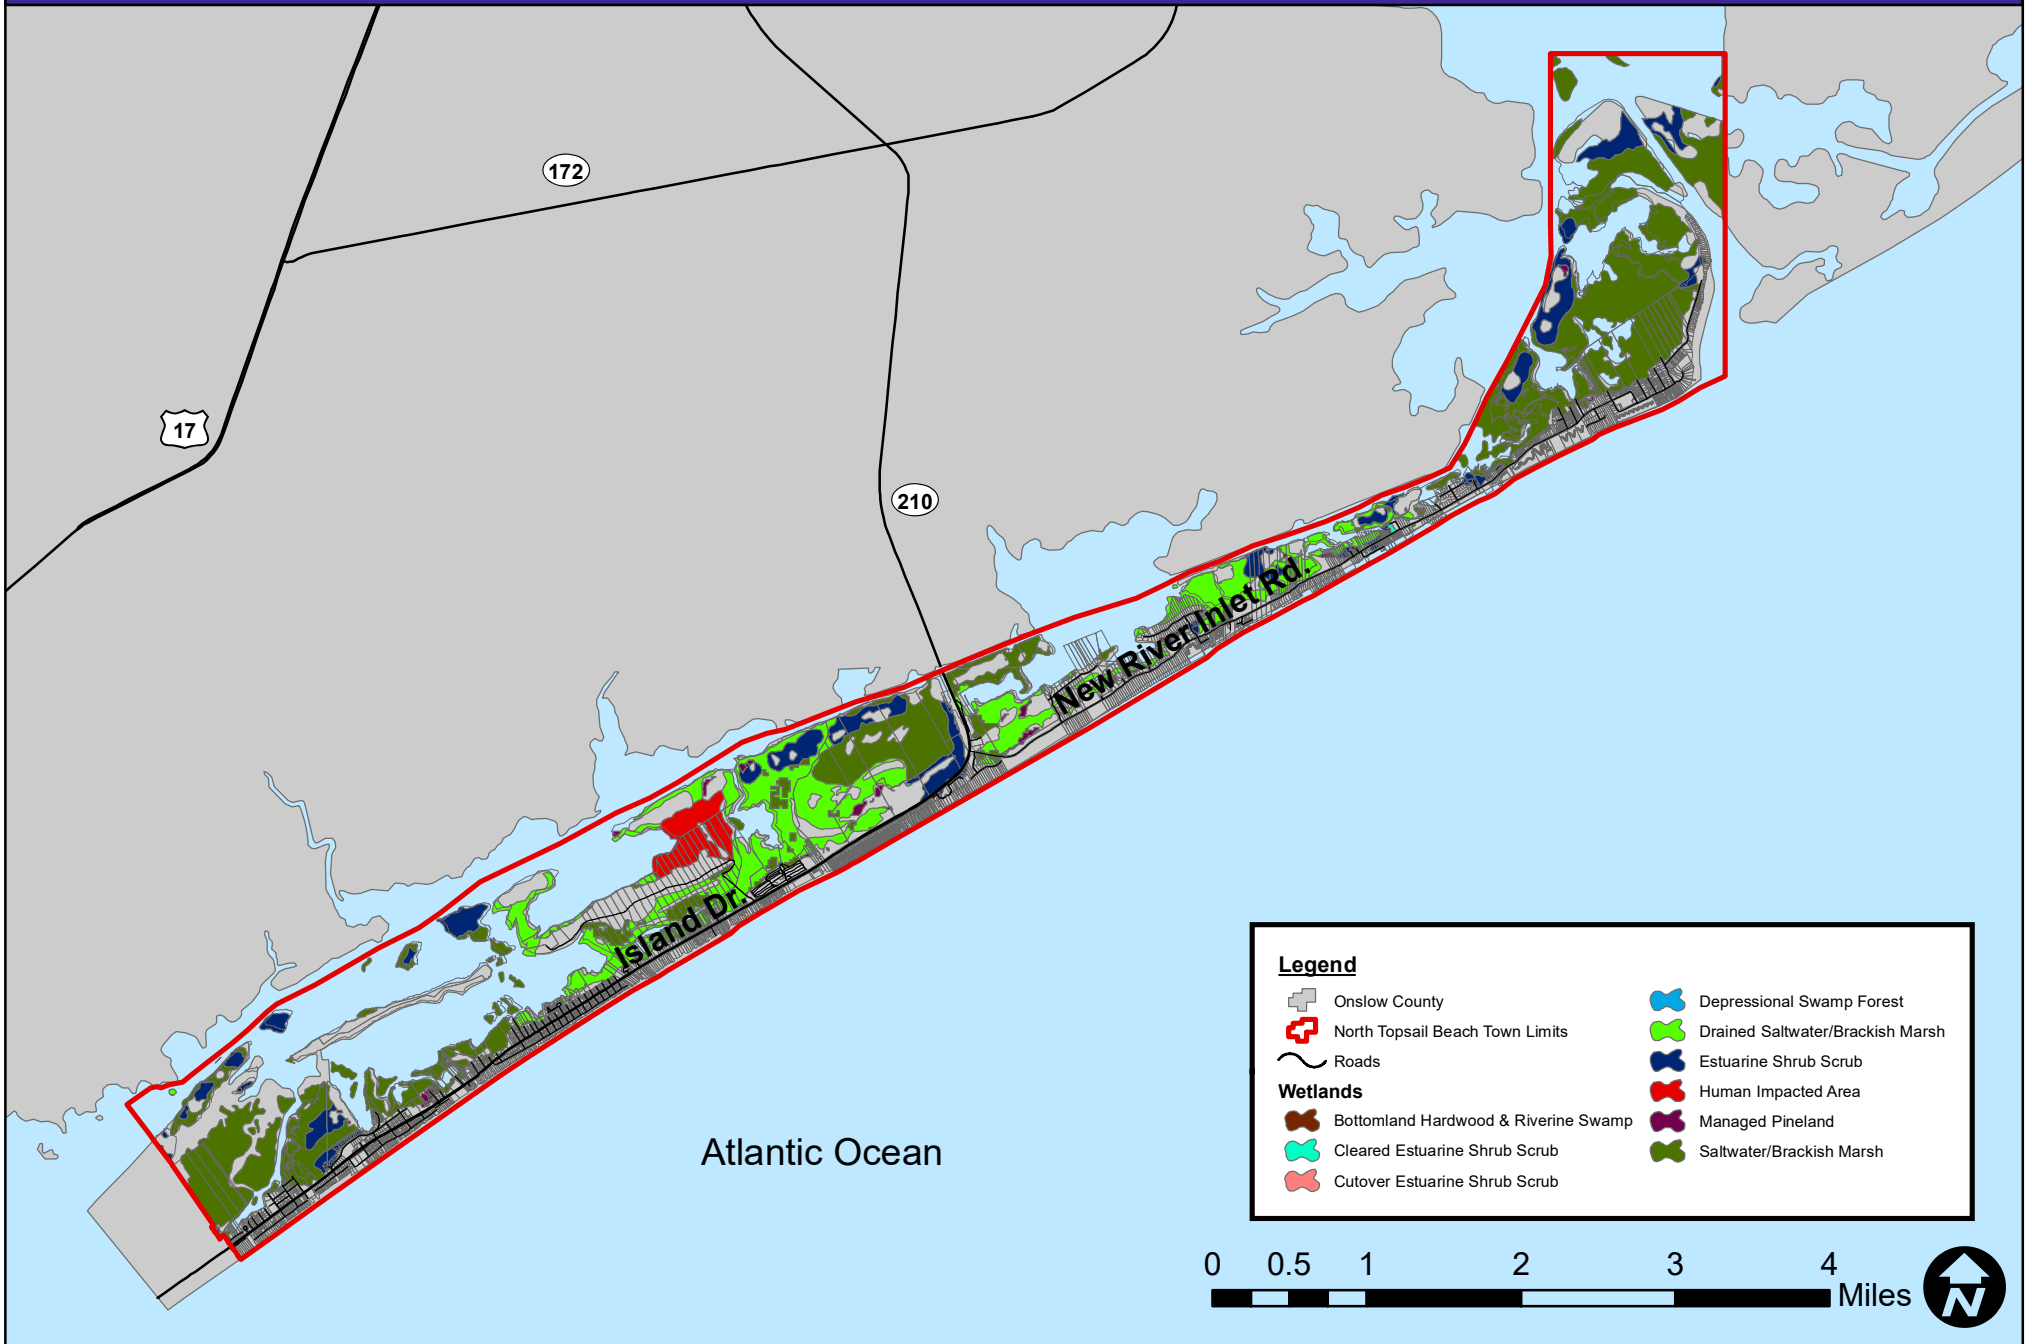 172
17
210
New River Inlet Rd.
Island Dr.
Atlantic Ocean
Legend
Onslow County
North Topsail Beach Town Limits
Roads
Wetlands
Bottomland Hardwood & Riverine Swamp
Cleared Estuarine Shrub Scrub
Cutover Estuarine Shrub Scrub
Depressional Swamp Forest
Drained Saltwater/Brackish Marsh
Estuarine Shrub Scrub
Human Impacted Area
Managed Pineland
Saltwater/Brackish Marsh
0 0.5 1 2 3 4
Miles
N